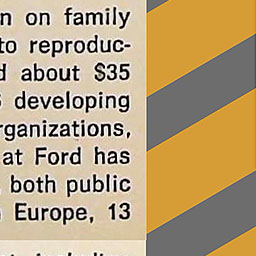 n on family
to reproduc-
d about $35
developing
rganizations,
at Ford has
both public
Europe, 13